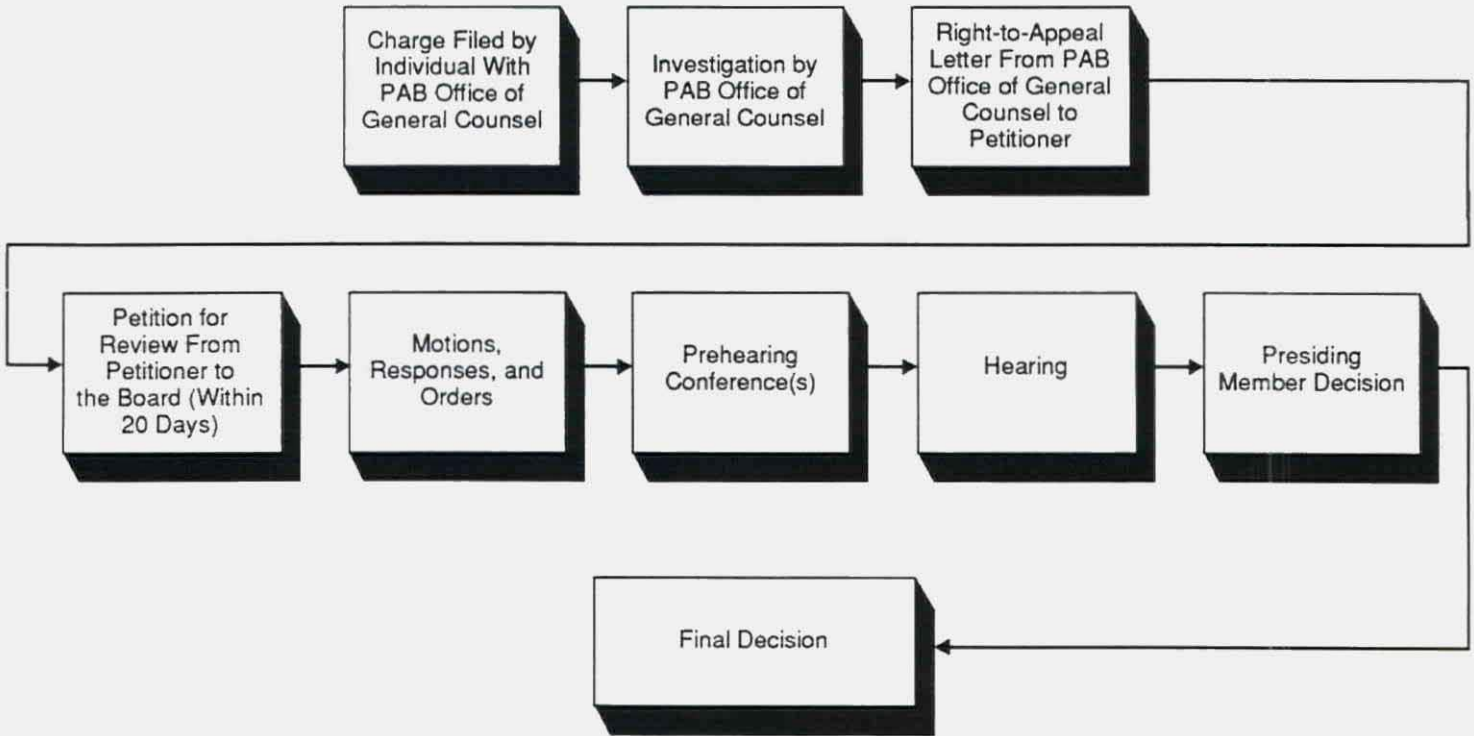 Charge Filed by
Individual With
PAB Office of
General Counsel
Investigation by
PAB Office of
General Counsel
Right-to-Appeal
Letter From PAB
Office of General
Counsel to
Petitioner
Petition for
Review From
Petitioner to
the Board (Within
20 Days)
Motions,
Responses, and
Orders
Prehearing
Conference(s)
Hearing
Presiding
Member Decision
Final Decision